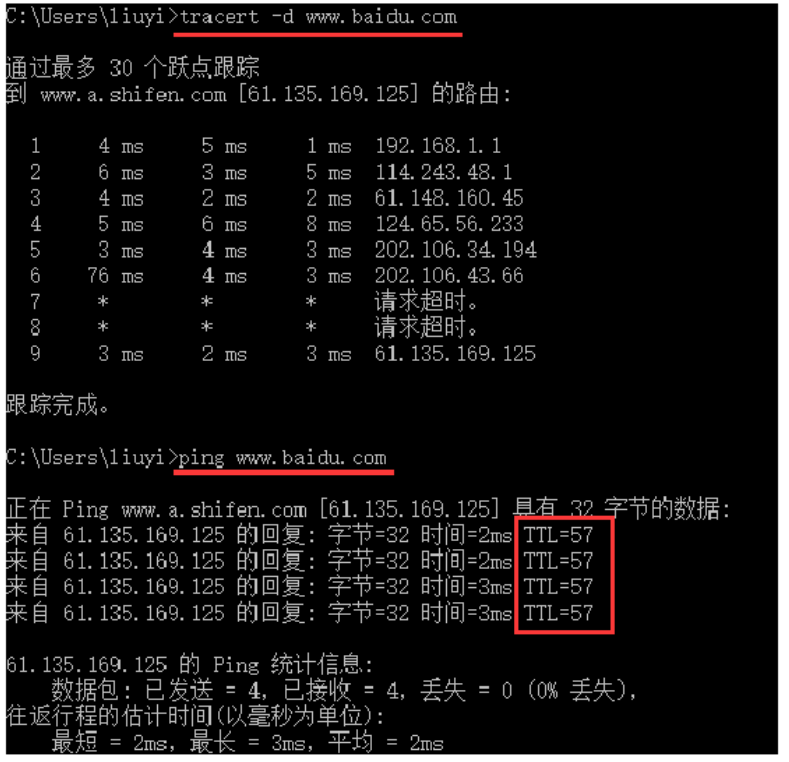 C:\Users\liuyi>tracert -d www.baidu.com
通过最多 30 个跃点跟踪
到 www.a.shifen.com [61.135.169.125] 的路由:
1 4 ms 5 ms 1 ms 192.168.1.1
2 6 ms 3 ms 5 ms 114.243.48.1
3 4 ms 2 ms 2 ms 61.148.160.45
4 5 ms 6 ms 8 ms 124.65.56.233
5 3 ms 4 ms 3 ms 202.106.34.194
6 76 ms 4 ms 3 ms 202.106.43.66
7 * * * 请求超时。
8 * * * 请求超时。
9 3 ms 2 ms 3 ms 61.135.169.125
跟踪完成。
C:\Users\liuyi>ping www.baidu.com
正在 Ping www.a.shifen.com [61.135.169.125] 具有 32 字节的数据:
来自 61.135.169.125 的回复: 字节=32 时间=2ms TTL=57
来自 61.135.169.125 的回复: 字节=32 时间=2ms TTL=57
来自 61.135.169.125 的回复: 字节=32 时间=3ms TTL=57
来自 61.135.169.125 的回复: 字节=32 时间=3ms TTL=57
61.135.169.125 的 Ping 统计信息:
数据包: 已发送 = 4，已接收 = 4，丢失 = 0 (0% 丢失)，
往返行程的估计时间(以毫秒为单位):
最短 = 2ms，最长 = 3ms，平均 = 2ms